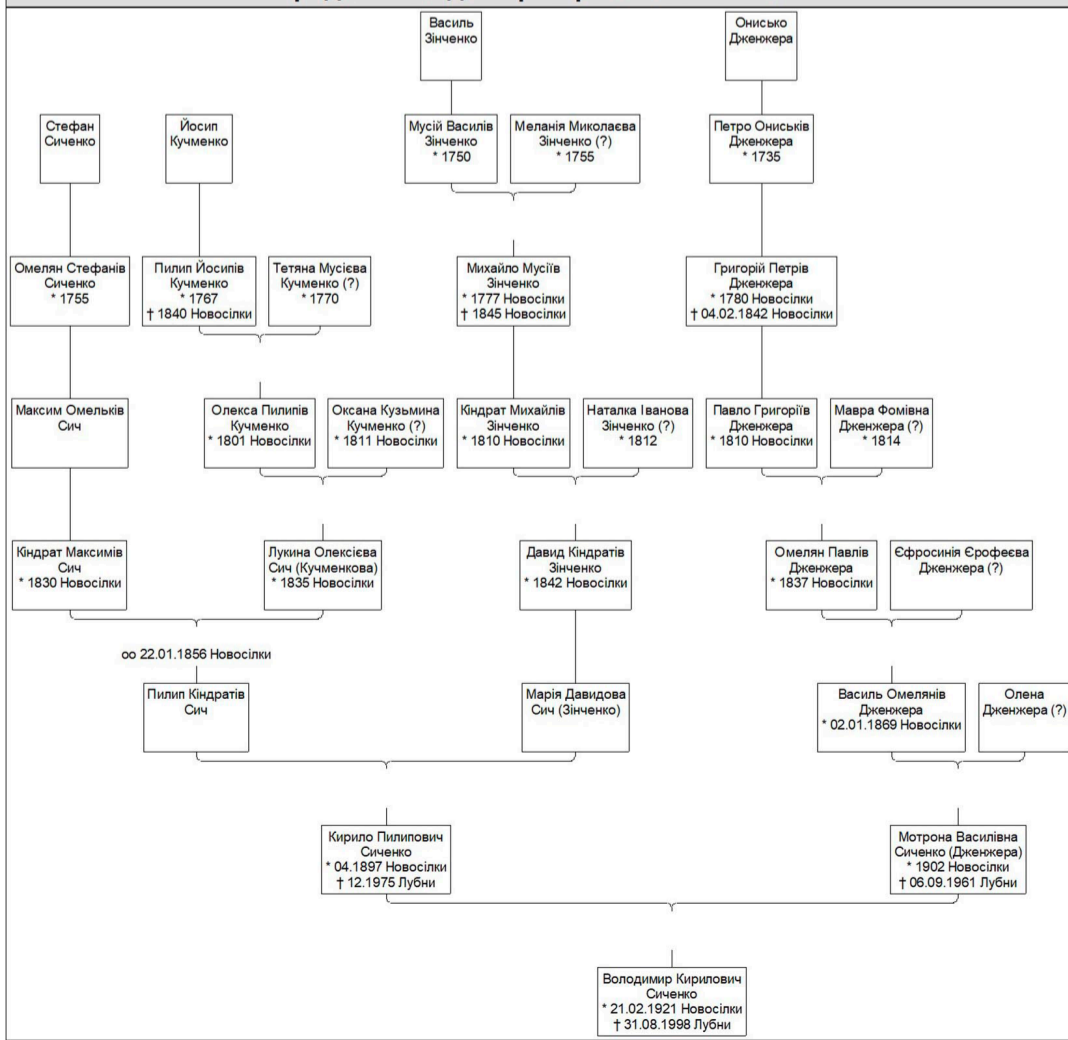 Василь
Зінченко
Онисько
Дженжера
Стефан
Сиченко
Йосип
Кучменко
Мусій Василів
Зінченко
* 1750
Меланія Миколаєва
Зінченко (?)
* 1755
Петро Ониськів
Дженжера
* 1735
Омелян Стефанів
Сиченко
* 1755
Пилип Йосипів
Кучменко
* 1767
† 1840 Новосілки
Тетяна Мусієва
Кучменко (?)
* 1770
Михайло Мусіїв
Зінченко
* 1777 Новосілки
† 1845 Новосілки
Григорій Петрів
Дженжера
* 1780 Новосілки
† 04.02.1842 Новосілки
Максим Омельків
Сич
Олекса Пилипів
Кучменко
* 1801 Новосілки
Оксана Кузьмина
Кучменко (?)
* 1811 Новосілки
Кіндрат Михайлів
Зінченко
* 1810 Новосілки
Наталка Іванова
Зінченко (?)
* 1812
Павло Григоріїв
Дженжера
* 1810 Новосілки
Мавра Фомівна
Дженжера (?)
* 1814
Кіндрат Максимів
Сич
* 1830 Новосілки
Лукина Олексієва
Сич (Кучменкова)
* 1835 Новосілки
Давид Кіндратів
Зінченко
* 1842 Новосілки
Омелян Павлів
Дженжера
* 1837 Новосілки
Єфросинія Єрофеєва
Дженжера (?)
oo 22.01.1856 Новосілки
Пилип Кіндратів
Сич
Марія Давидова
Сич (Зінченко)
Василь Омелянів
Дженжера
* 02.01.1869 Новосілки
Олена
Дженжера (?)
Кирило Пилипович
Сиченко
* 04.1897 Новосілки
† 12.1975 Лубни
Мотрона Василівна
Сиченко (Дженжера)
* 1902 Новосілки
† 06.09.1961 Лубни
Володимир Кирилович
Сиченко
* 21.02.1921 Новосілки
† 31.08.1998 Лубни